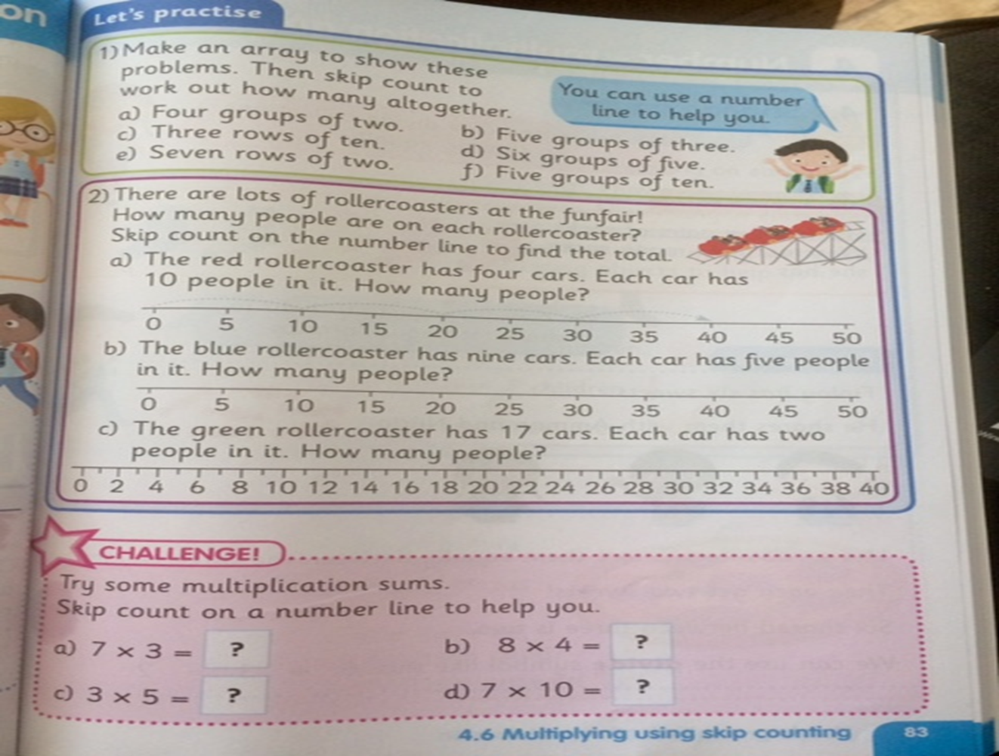 on
Let's practise
1) Make an array to show these
problems. Then skip count to
work out how many altogether.
You can use a number
line to help you.
a) Four groups of two.
b) Five groups of three.
c) Three rows of ten.
d) Six groups of five.
e) Seven rows of two.
f) Five groups of ten.
2) There are lots of rollercoasters at the funfair!
How many people are on each rollercoaster?
Skip count on the number line to find the total.
a) The red rollercoaster has four cars. Each car has
10 people in it. How many people?
0 5 10 15 20 25 30 35 40 45 50
b) The blue rollercoaster has nine cars. Each car has five people
in it. How many people?
0 5 10 15 20 25 30 35 40 45 50
c) The green rollercoaster has 17 cars. Each car has two
people in it. How many people?
0 2 4 6 8 10 12 14 16 18 20 22 24 26 28 30 32 34 36 38 40
CHALLENGE!
Try some multiplication sums.
Skip count on a number line to help you.
a) 7 × 3 = ?
b) 8 × 4 = ?
c) 3 × 5 = ?
d) 7 × 10 = ?
4.6 Multiplying using skip counting 83